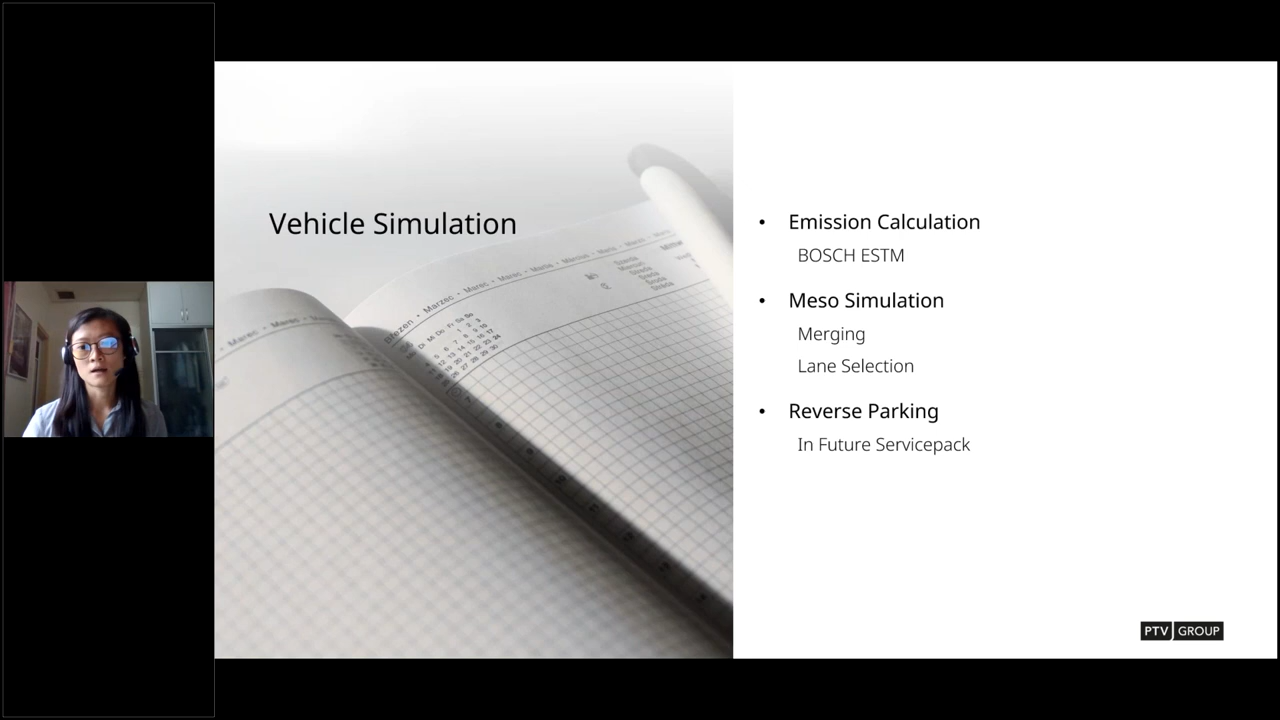 Vehicle Simulation
• Emission Calculation
BOSCH ESTM
• Meso Simulation
Merging
Lane Selection
• Reverse Parking
In Future Servicepack
PTV GROUP